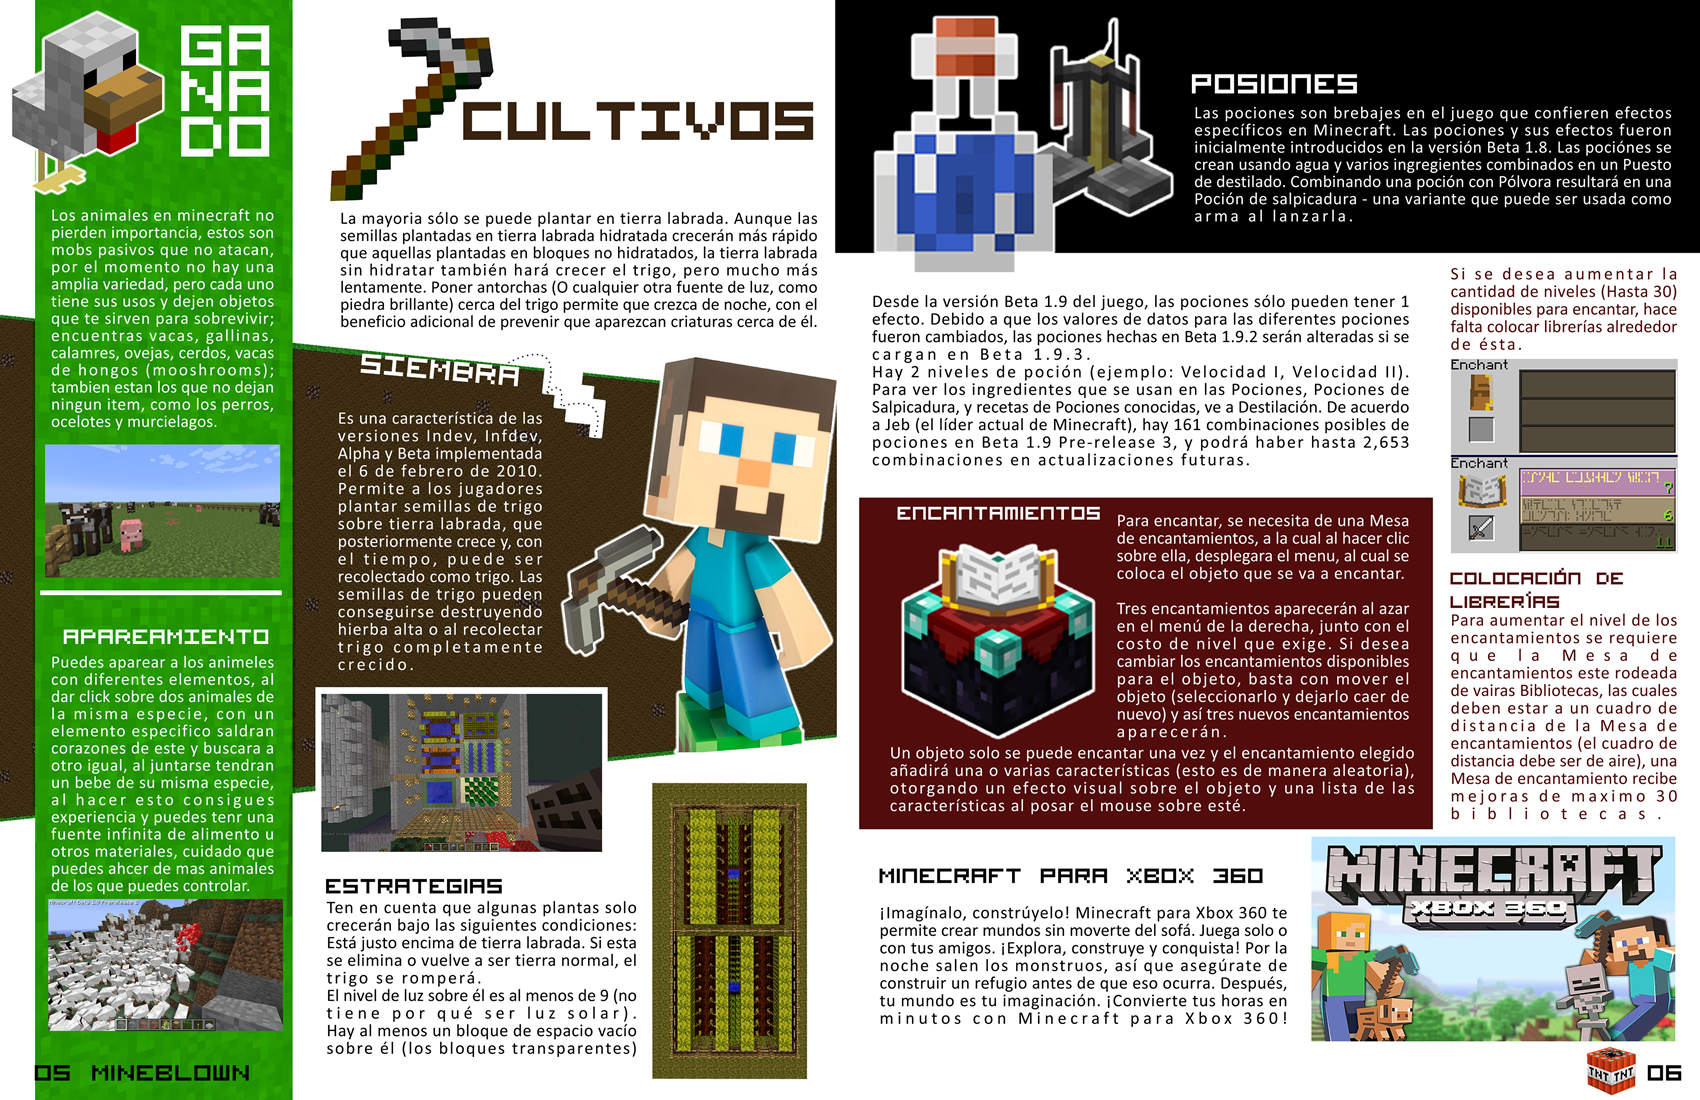 GA
NA
DO
Los animales en minecraft no
pierden importancia, estos son
mobs pasivos que no atacan,
por el momento no hay una
amplia variedad, pero cada uno
tiene sus usos y dejen objetos
que te sirven para sobrevivir;
encuentras vacas, gallinas,
calamres, ovejas, cerdos, vacas
de hongos (mooshrooms);
tambien estan los que no dejan
ningun item, como los perros,
ocelotes y murcielagos.
APAREAMIENTO
Puedes aparear a los animeles
con diferentes elementos, al
dar click sobre dos animales de
la misma especie, con un
elemento especifico saldran
corazones de este y buscara a
otro igual, al juntarse tendran
un bebe de su misma especie,
al hacer esto consigues
experiencia y puedes tenr una
fuente infinita de alimento u
otros materiales, cuidado que
puedes ahcer de mas animales
de los que puedes controlar.
05 MINEBLOWN
CULTIVOS
La mayoria sólo se puede plantar en tierra labrada. Aunque las
semillas plantadas en tierra labrada hidratada crecerán más rápido
que aquellas plantadas en bloques no hidratados, la tierra labrada
sin hidratar también hará crecer el trigo, pero mucho más
lentamente. Poner antorchas (O cualquier otra fuente de luz, como
piedra brillante) cerca del trigo permite que crezca de noche, con el
beneficio adicional de prevenir que aparezcan criaturas cerca de él.
SIEMBRA
Es una característica de las
versiones Indev, Infdev,
Alpha y Beta implementada
el 6 de febrero de 2010.
Permite a los jugadores
plantar semillas de trigo
sobre tierra labrada, que
posteriormente crece y, con
el tiempo, puede ser
recolectado como trigo. Las
semillas de trigo pueden
conseguirse destruyendo
hierba alta o al recolectar
trigo completamente
crecido.
ESTRATEGIAS
Ten en cuenta que algunas plantas solo
crecerán bajo las siguientes condiciones:
Está justo encima de tierra labrada. Si esta
se elimina o vuelve a ser tierra normal, el
trigo se romperá.
El nivel de luz sobre él es al menos de 9 (no
tiene por qué ser luz solar).
Hay al menos un bloque de espacio vacío
sobre él (los bloques transparentes)
POSIONES
Las pociones son brebajes en el juego que confieren efectos
específicos en Minecraft. Las pociones y sus efectos fueron
inicialmente introducidos en la versión Beta 1.8. Las pociónes se
crean usando agua y varios ingregientes combinados en un Puesto
de destilado. Combinando una poción con Pólvora resultará en una
Poción de salpicadura - una variante que puede ser usada como
arma al lanzarla.
Desde la versión Beta 1.9 del juego, las pociones sólo pueden tener 1
efecto. Debido a que los valores de datos para las diferentes pociones
fueron cambiados, las pociones hechas en Beta 1.9.2 serán alteradas si se
cargan en Beta 1.9.3.
Hay 2 niveles de poción (ejemplo: Velocidad I, Velocidad II).
Para ver los ingredientes que se usan en las Pociones, Pociones de
Salpicadura, y recetas de Pociones conocidas, ve a Destilación. De acuerdo
a Jeb (el líder actual de Minecraft), hay 161 combinaciones posibles de
pociones en Beta 1.9 Pre-release 3, y podrá haber hasta 2,653
combinaciones en actualizaciones futuras.
ENCANTAMIENTOS
Para encantar, se necesita de una Mesa
de encantamientos, a la cual al hacer clic
sobre ella, desplegara el menu, al cual se
coloca el objeto que se va a encantar.
Tres encantamientos aparecerán al azar
en el menú de la derecha, junto con el
costo de nivel que exige. Si desea
cambiar los encantamientos disponibles
para el objeto, basta con mover el
objeto (seleccionarlo y dejarlo caer de
nuevo) y así tres nuevos encantamientos
aparecerán.
Un objeto solo se puede encantar una vez y el encantamiento elegido
añadirá una o varias características (esto es de manera aleatoria),
otorgando un efecto visual sobre el objeto y una lista de las
características al posar el mouse sobre esté.
Si se desea aumentar la
cantidad de niveles (Hasta 30)
disponibles para encantar, hace
falta colocar librerías alrededor
de ésta.
Enchant
Enchant
7
6
11
COLOCACIÓN DE
LIBRERÍAS
Para aumentar el nivel de los
encantamientos se requiere
que la Mesa de
encantamientos este rodeada
de vairas Bibliotecas, las cuales
deben estar a un cuadro de
distancia de la Mesa de
encantamientos (el cuadro de
distancia debe ser de aire), una
Mesa de encantamiento recibe
mejoras de maximo 30
bibliotecas.
MINECRAFT PARA XBOX 360
¡Imagínalo, constrúyelo! Minecraft para Xbox 360 te
permite crear mundos sin moverte del sofá. Juega solo o
con tus amigos. ¡Explora, construye y conquista! Por la
noche salen los monstruos, así que asegúrate de
construir un refugio antes de que eso ocurra. Después,
tu mundo es tu imaginación. ¡Convierte tus horas en
minutos con Minecraft para Xbox 360!
MINECRAFT
XBOX 360
TNT TNT
06